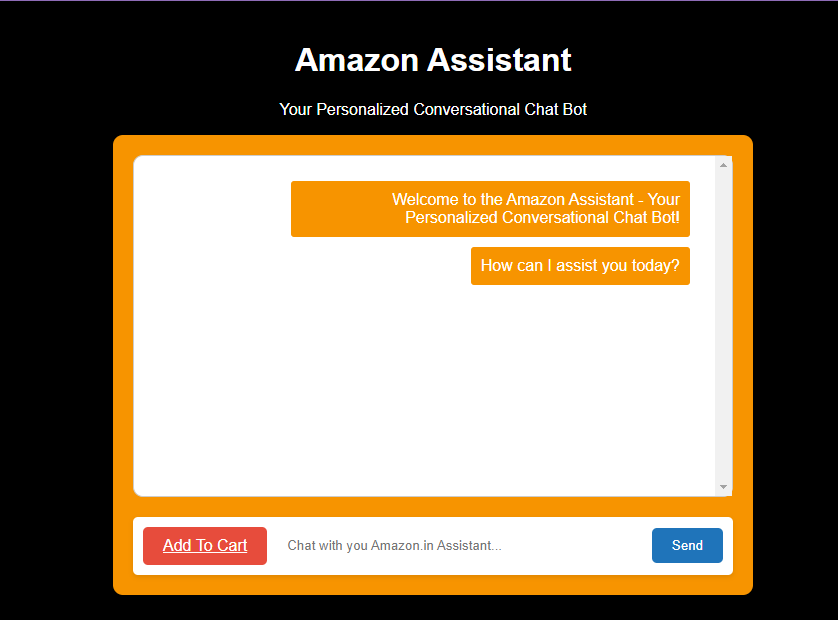 Amazon Assistant
Your Personalized Conversational Chat Bot
Welcome to the Amazon Assistant - Your
Personalized Conversational Chat Bot!
How can I assist you today?
Add To Cart
Chat with you Amazon.in Assistant...
Send